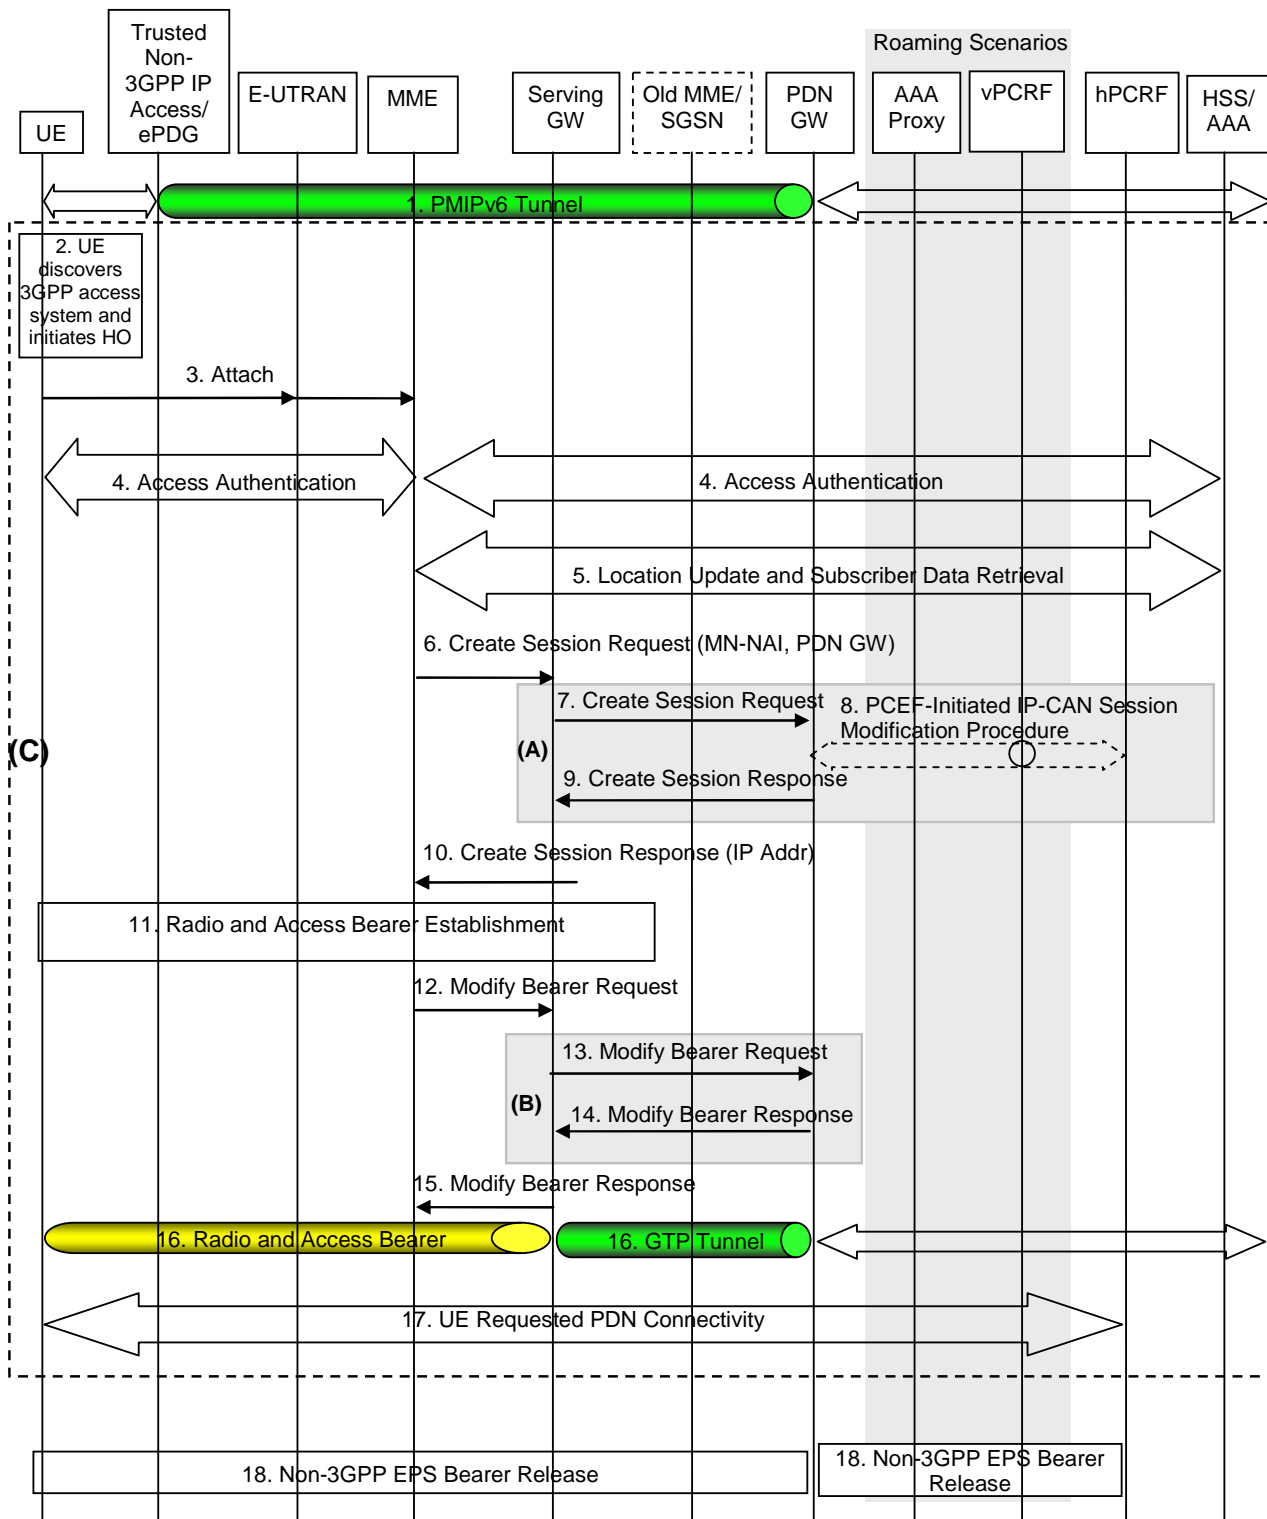 Roaming Scenarios
UE
Trusted
Non-
3GPP IP
Access/
ePDG
E-UTRAN
MME
Serving
GW
Old MME/
SGSN
PDN
GW
AAA
Proxy
vPCRF
hPCRF
HSS/
AAA
1. PMIPv6 Tunnel
2. UE
discovers
3GPP access
system and
initiates HO
3. Attach
4. Access Authentication
4. Access Authentication
5. Location Update and Subscriber Data Retrieval
6. Create Session Request (MN-NAI, PDN GW)
7. Create Session Request
8. PCEF-Initiated IP-CAN Session
Modification Procedure
(C)
(A)
9. Create Session Response
10. Create Session Response (IP Addr)
11. Radio and Access Bearer Establishment
12. Modify Bearer Request
13. Modify Bearer Request
(B)
14. Modify Bearer Response
15. Modify Bearer Response
16. Radio and Access Bearer
16. GTP Tunnel
17. UE Requested PDN Connectivity
18. Non-3GPP EPS Bearer Release
18. Non-3GPP EPS Bearer
Release